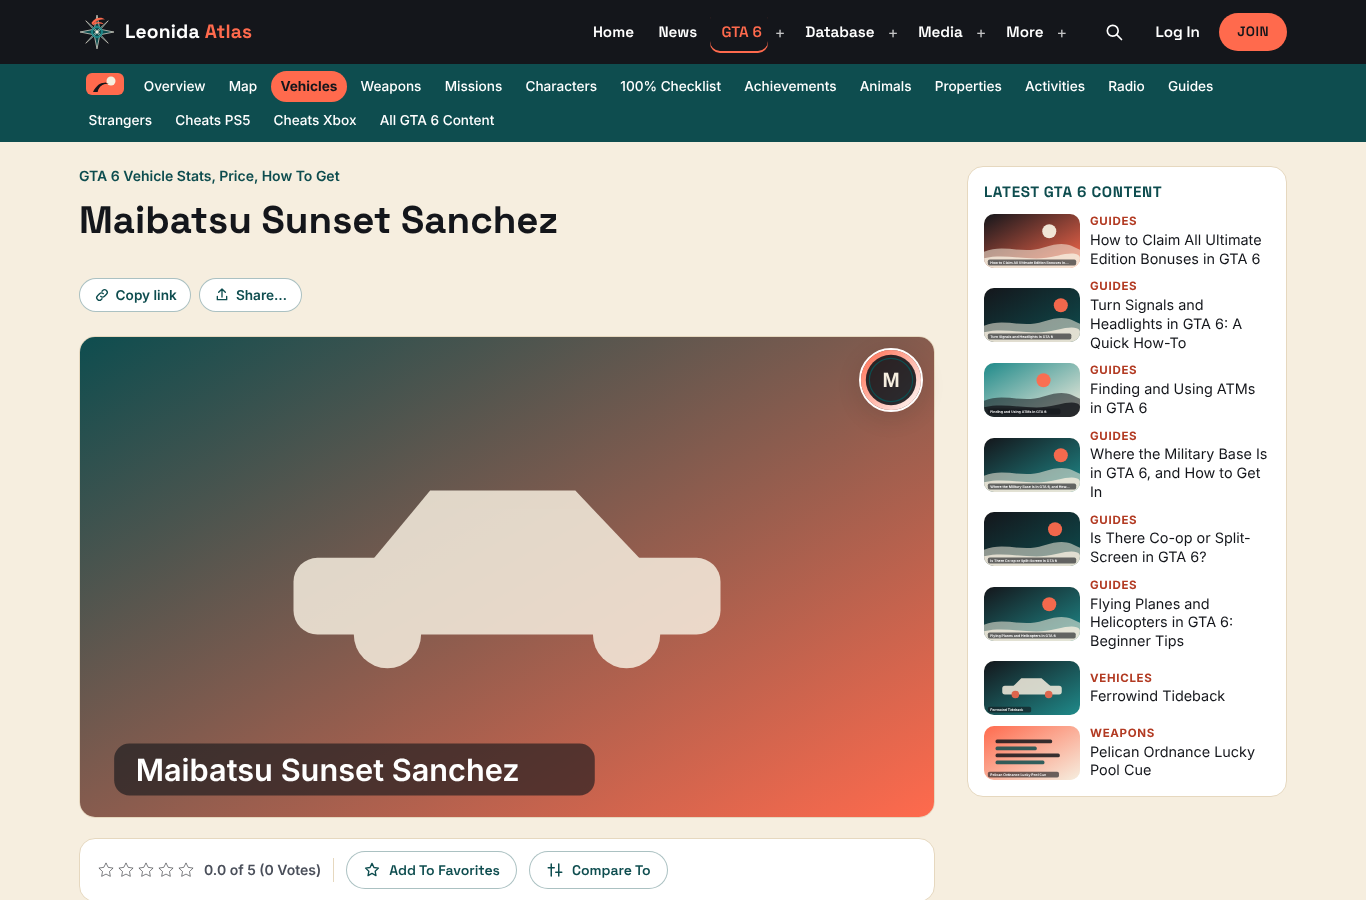 Leonida Atlas
Home
News
GTA 6 +
Database +
Media +
More +
Log In
JOIN
Overview
Map
Vehicles
Weapons
Missions
Characters
100% Checklist
Achievements
Animals
Properties
Activities
Radio
Guides
Strangers
Cheats PS5
Cheats Xbox
All GTA 6 Content
GTA 6 Vehicle Stats, Price, How To Get
Maibatsu Sunset Sanchez
Copy link
Share...
M
Maibatsu Sunset Sanchez
0.0 of 5 (0 Votes)
Add To Favorites
Compare To
LATEST GTA 6 CONTENT
GUIDES
How to Claim All Ultimate
Edition Bonuses in GTA 6
GUIDES
Turn Signals and
Headlights in GTA 6: A
Quick How-To
GUIDES
Finding and Using ATMs
in GTA 6
GUIDES
Where the Military Base Is
in GTA 6, and How to Get
In
GUIDES
Is There Co-op or Split-
Screen in GTA 6?
GUIDES
Flying Planes and
Helicopters in GTA 6:
Beginner Tips
VEHICLES
Ferrowind Tideback
WEAPONS
Pelican Ordnance Lucky
Pool Cue